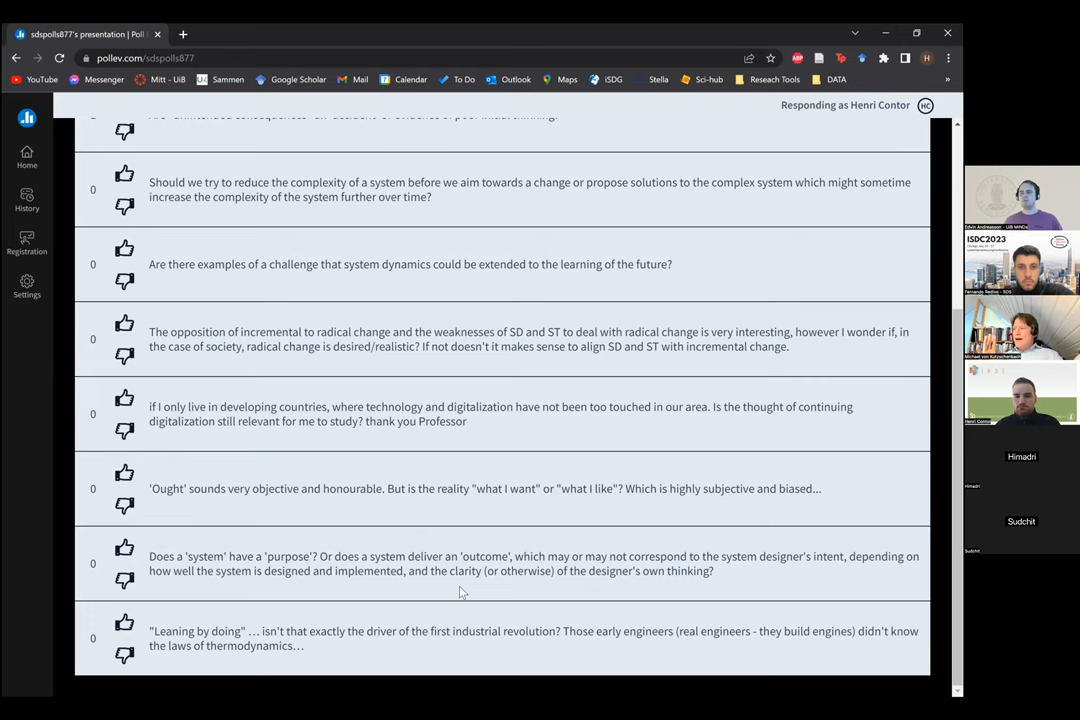 sdspolls877's presentation | Poll
pollev.com/sdspolls877
YouTube Messenger Mitt - UiB Sammen Google Scholar Mail Calendar To Do Outlook Maps iSDG Stella Sci-hub Reseach Tools DATA
Responding as Henri Contor HC
Home
History
Registration
Settings
0
Should we try to reduce the complexity of a system before we aim towards a change or propose solutions to the complex system which might sometime
increase the complexity of the system further over time?
0
Are there examples of a challenge that system dynamics could be extended to the learning of the future?
0
The opposition of incremental to radical change and the weaknesses of SD and ST to deal with radical change is very interesting, however I wonder if, in
the case of society, radical change is desired/realistic? If not doesn't it makes sense to align SD and ST with incremental change.
0
if I only live in developing countries, where technology and digitalization have not been too touched in our area. Is the thought of continuing
digitalization still relevant for me to study? thank you Professor
0
'Ought' sounds very objective and honourable. But is the reality "what I want" or "what I like"? Which is highly subjective and biased...
0
Does a 'system' have a 'purpose'? Or does a system deliver an 'outcome', which may or may not correspond to the system designer's intent, depending on
how well the system is designed and implemented, and the clarity (or otherwise) of the designer's own thinking?
0
"Leaning by doing" … isn't that exactly the driver of the first industrial revolution? Those early engineers (real engineers - they build engines) didn't know
the laws of thermodynamics…
Edvin Andreasson - UiB MINDs
ISDC2023
Fernando Redivo - SDS
Michael von Kutzschenbach
Henri Contor
Himadri
Himadri
Sudchit
Sudchit